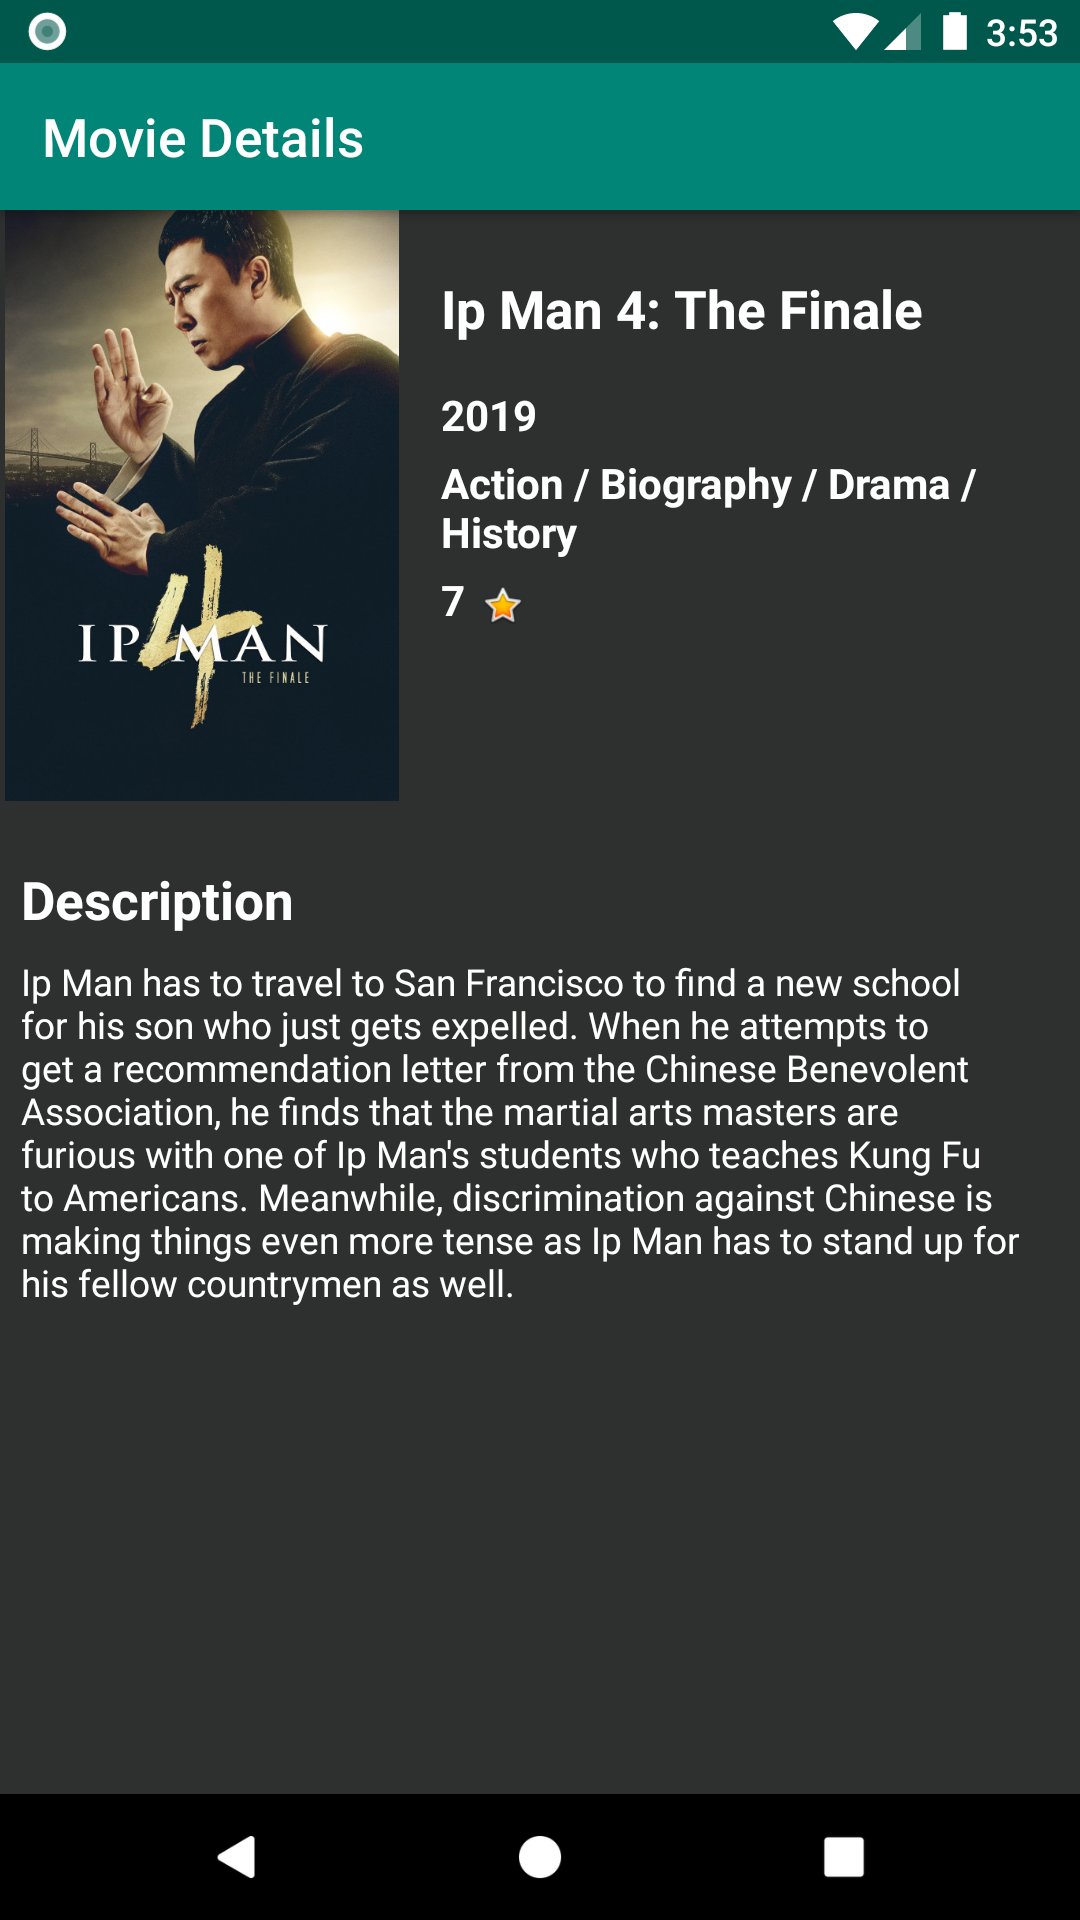 3:53
Movie Details
Ip Man 4: The Finale
2019
Action / Biography / Drama /
History
7
IP MAN
4
THE FINALE
Description
Ip Man has to travel to San Francisco to find a new school
for his son who just gets expelled. When he attempts to
get a recommendation letter from the Chinese Benevolent
Association, he finds that the martial arts masters are
furious with one of Ip Man's students who teaches Kung Fu
to Americans. Meanwhile, discrimination against Chinese is
making things even more tense as Ip Man has to stand up for
his fellow countrymen as well.